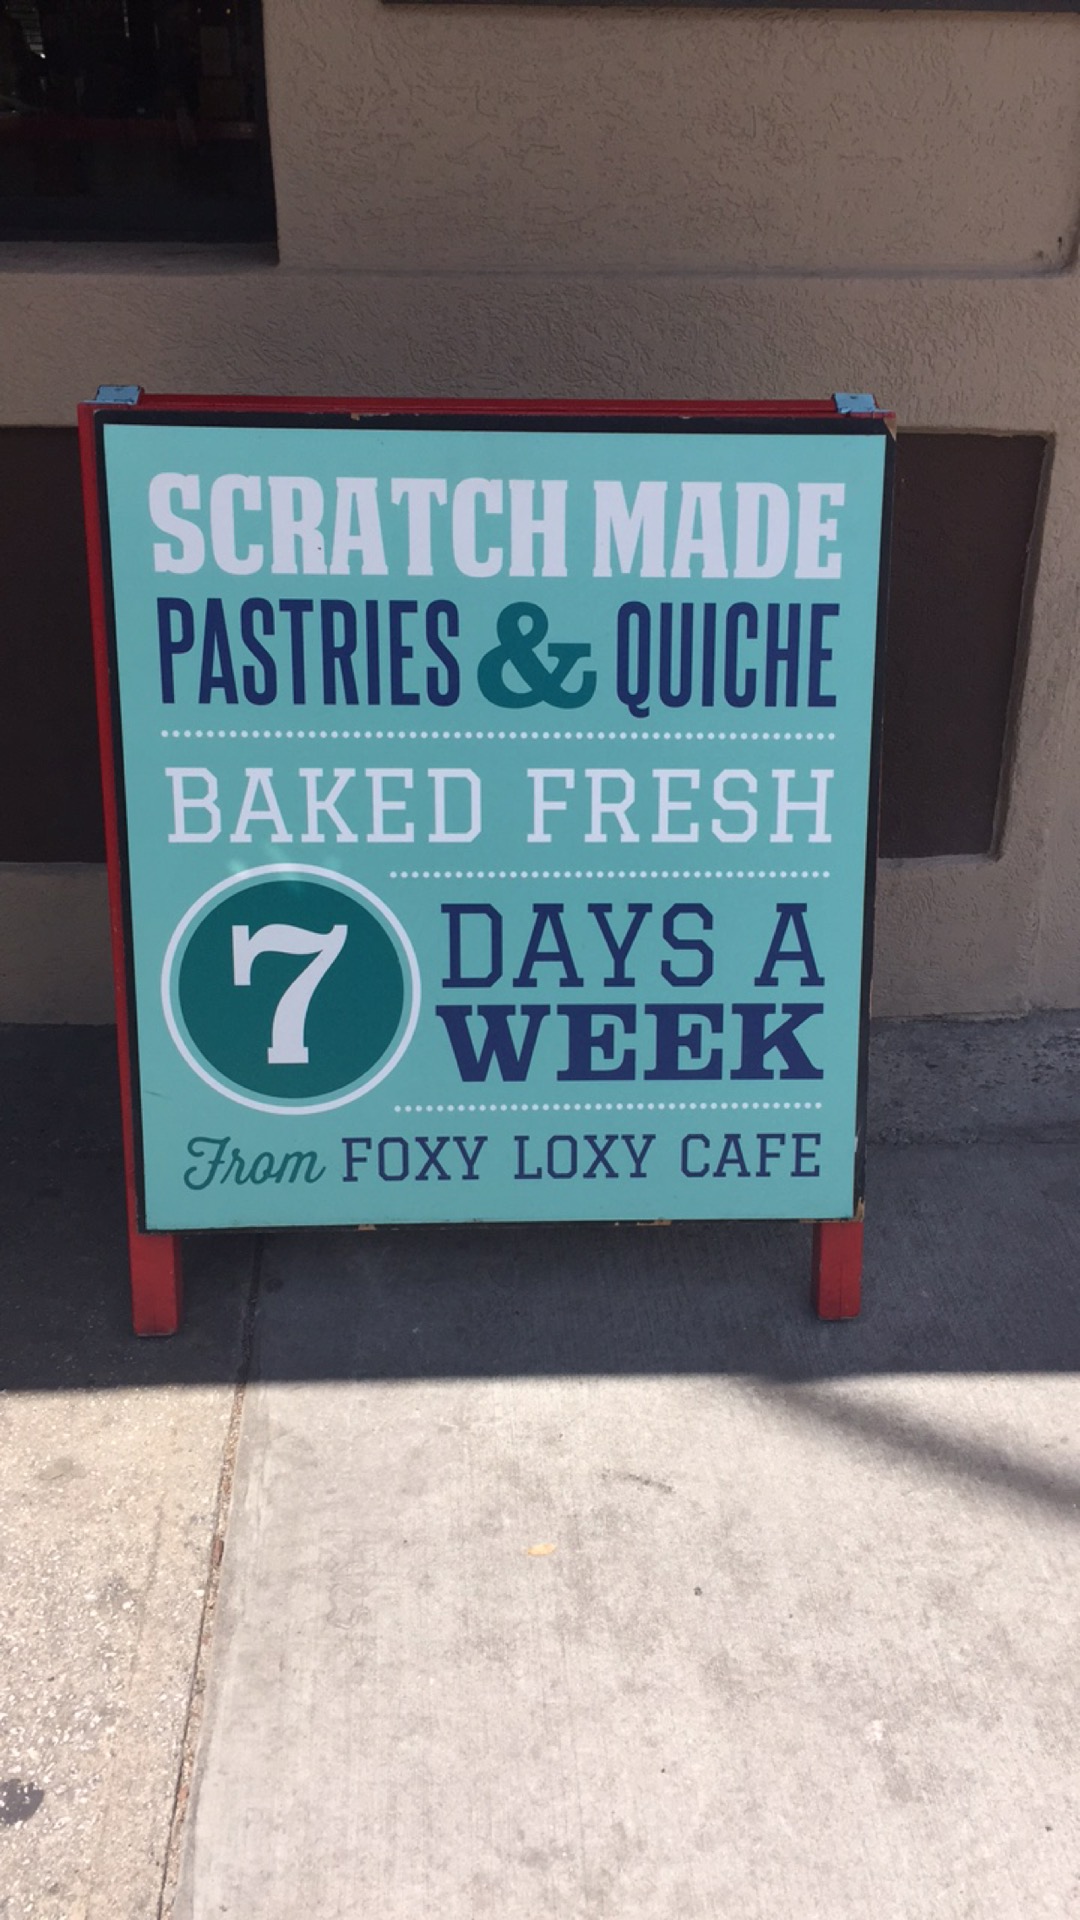 SCRATCH MADE
PASTRIES & QUICHE
BAKED FRESH
7 DAYS A
WEEK
From FOXY LOXY CAFE